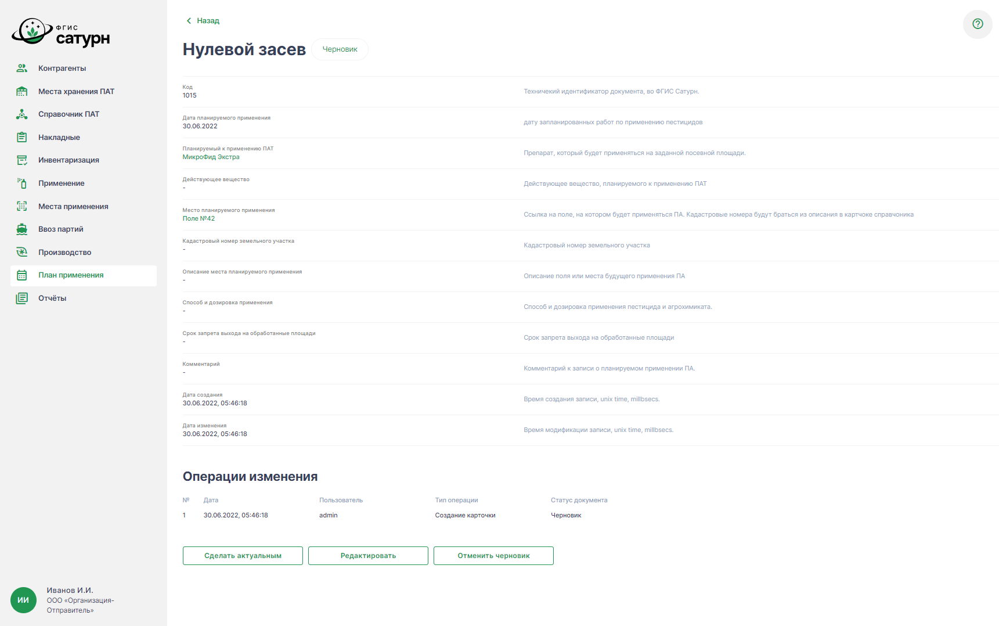 ФГИС
сатурн
Контрагенты
Места хранения ПАТ
Справочник ПАТ
Накладные
Инвентаризация
Применение
Места применения
Ввоз партий
Производство
План применения
Отчёты
ИИ
Иванов И.И.
ООО «Организация-
Отправитель»
Назад
Нулевой засев
Черновик
Код
1015
Техничекий идентификатор документа, во ФГИС Сатурн.
Дата планируемого применения
30.06.2022
дату запланированных работ по применению пестицидов
Планируемый к применению ПАТ
МикроФид Экстра
Препарат, который будет применяться на заданной посевной площади.
Действующее вещество
-
Действующее вещество, планируемого к применению ПАТ
Место планируемого применения
Поле №42
Ссылка на поле, на котором будет применяться ПА. Кадастровые номера будут браться из описания в картчоке справчоника
Кадастровый номер земельного участка
-
Кадастровый номер земельного участка
Описание места планируемого применения
-
Описание поля или места будущего применения ПА
Способ и дозировка применения
-
Способ и дозировка применения пестицида и агрохимиката.
Срок запрета выхода на обработанные площади
-
Срок запрета выхода на обработанные площади
Комментарий
-
Комментарий к записи о планируемом применении ПА.
Дата создания
30.06.2022, 05:46:18
Время создания записи, unix time, millbsecs.
Дата изменения
30.06.2022, 05:46:18
Время модификации записи, unix time, millbsecs.
Операции изменения
№ Дата Пользователь Тип операции Статус документа
1 30.06.2022, 05:46:18 admin Создание карточки Черновик
Сделать актуальным Редактировать Отменить черновик